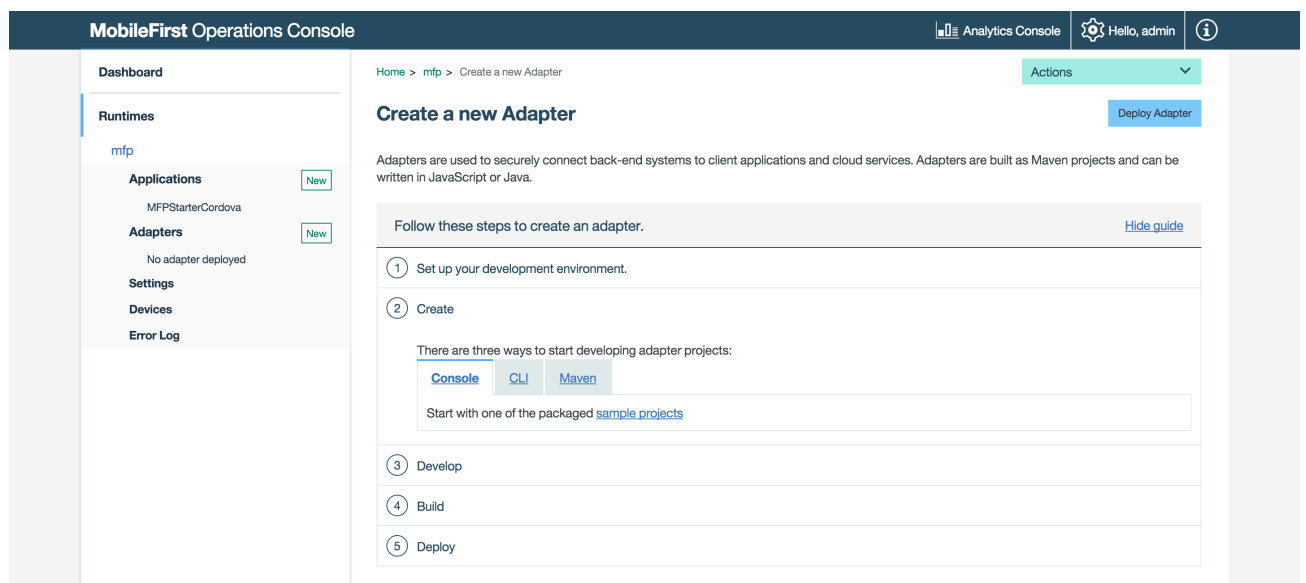 MobileFirst Operations Console
Analytics Console
Hello, admin
Dashboard
Runtimes
mfp
Applications New
MFPStarterCordova
Adapters New
No adapter deployed
Settings
Devices
Error Log
Home > mfp > Create a new Adapter
Actions
Create a new Adapter
Deploy Adapter
Adapters are used to securely connect back-end systems to client applications and cloud services. Adapters are built as Maven projects and can be
written in JavaScript or Java.
Follow these steps to create an adapter. Hide guide
1 Set up your development environment.
2 Create
There are three ways to start developing adapter projects:
Console CLI Maven
Start with one of the packaged sample projects
3 Develop
4 Build
5 Deploy